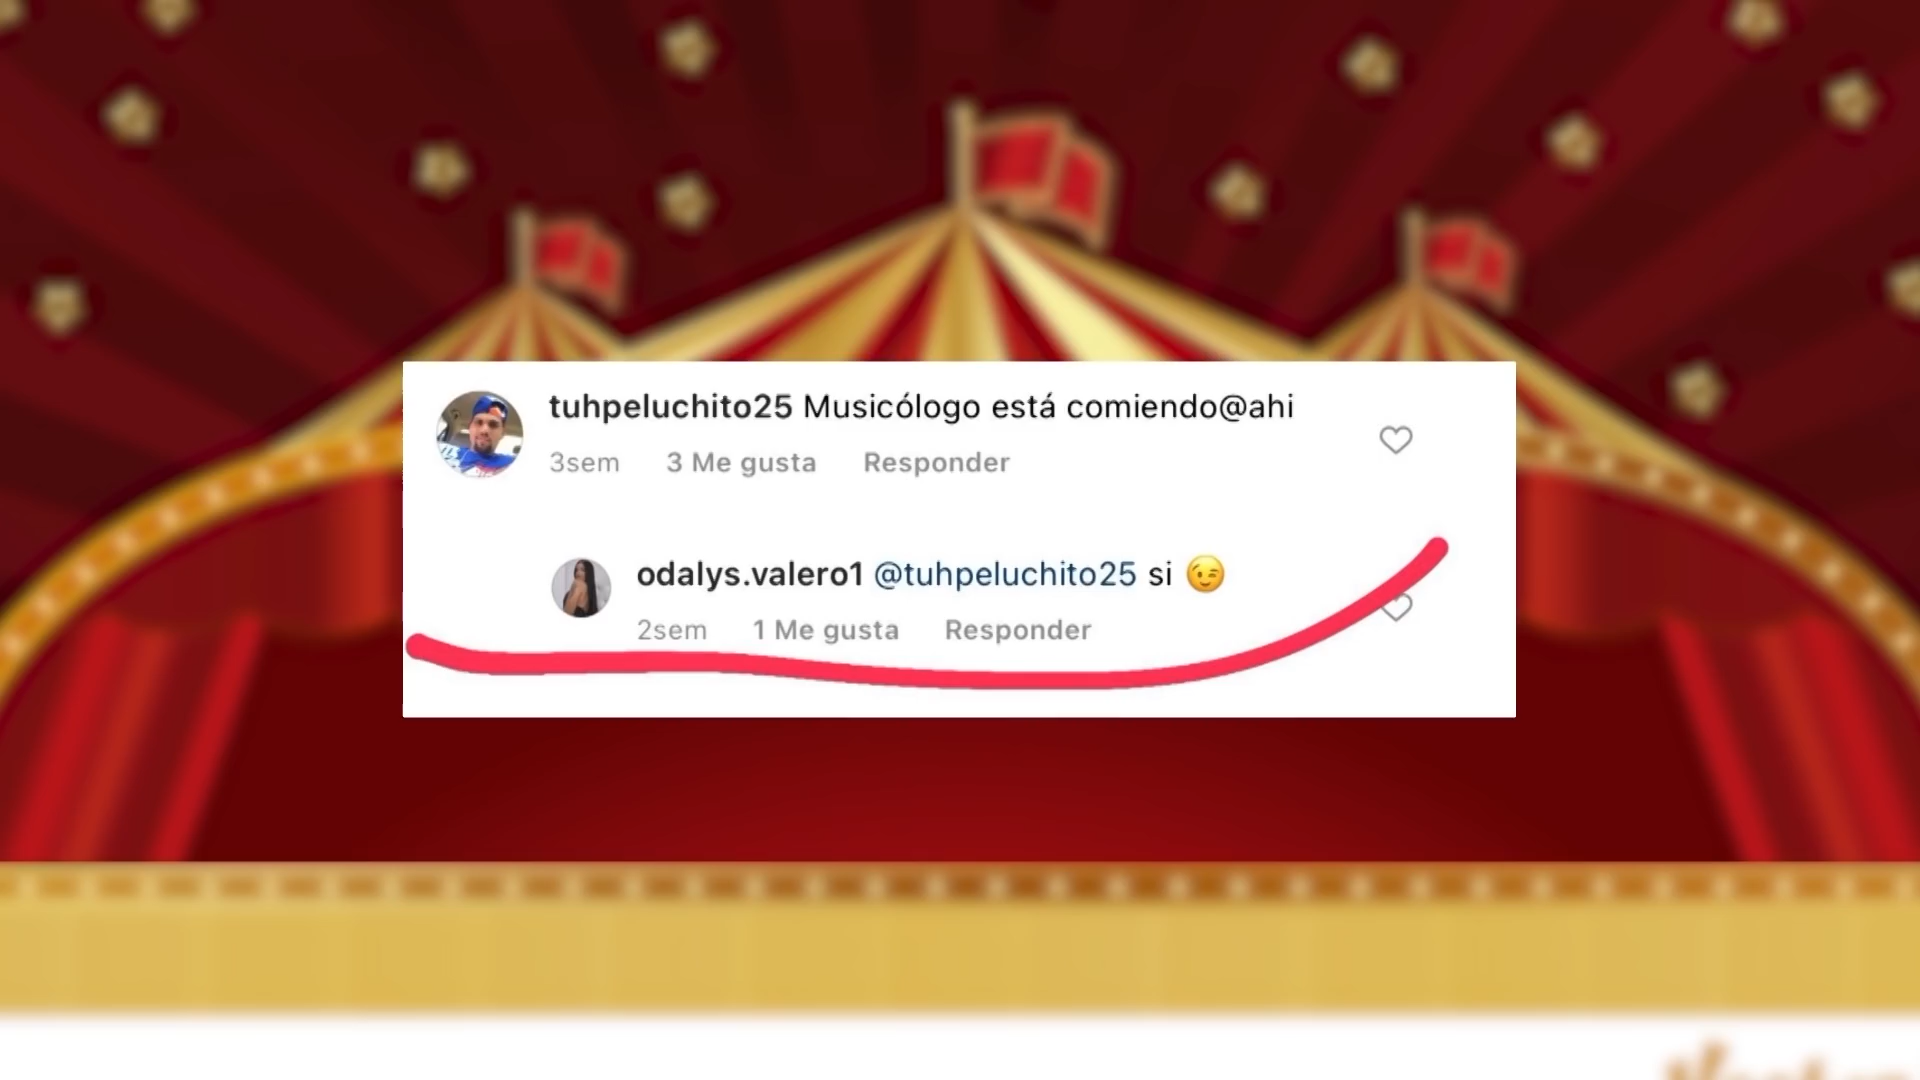 tuhpeluchito25 Musicólogo está comiendo@ahi
3sem 3 Me gusta Responder
odalys.valero1 @tuhpeluchito25 si 😉
2sem 1 Me gusta Responder